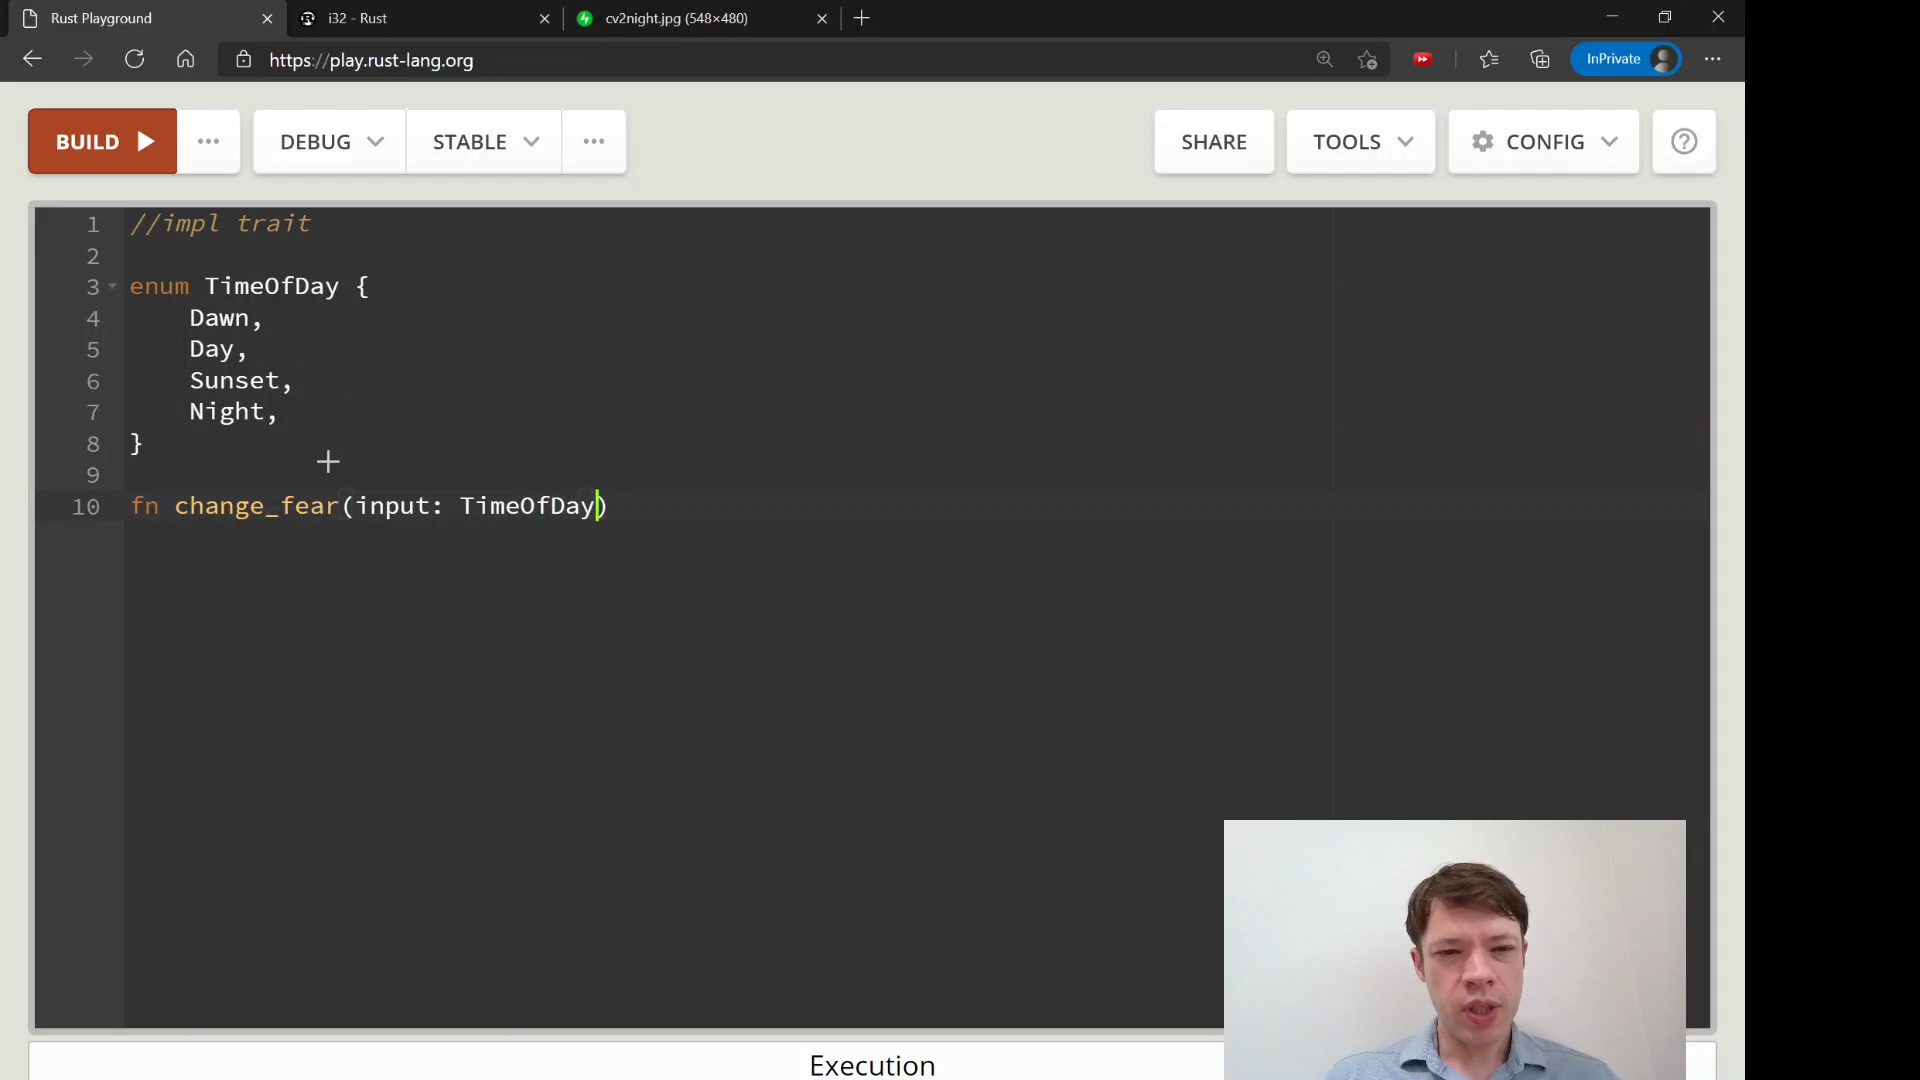 Rust Playground
i32 - Rust
cv2night.jpg (548×480)
https://play.rust-lang.org
InPrivate
BUILD
DEBUG
STABLE
SHARE
TOOLS
CONFIG
1 //impl trait
2
3 enum TimeOfDay {
4 Dawn,
5 Day,
6 Sunset,
7 Night,
8 }
9
10 fn change_fear(input: TimeOfDay)
Execution